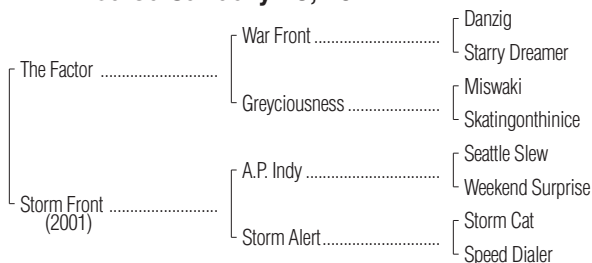 War Front
Danzig
Starry Dreamer
The Factor
Greyciousness
Miswaki
Skatingonthinice
A.P. Indy
Seattle Slew
Weekend Surprise
Storm Front
(2001)
Storm Alert
Storm Cat
Speed Dialer